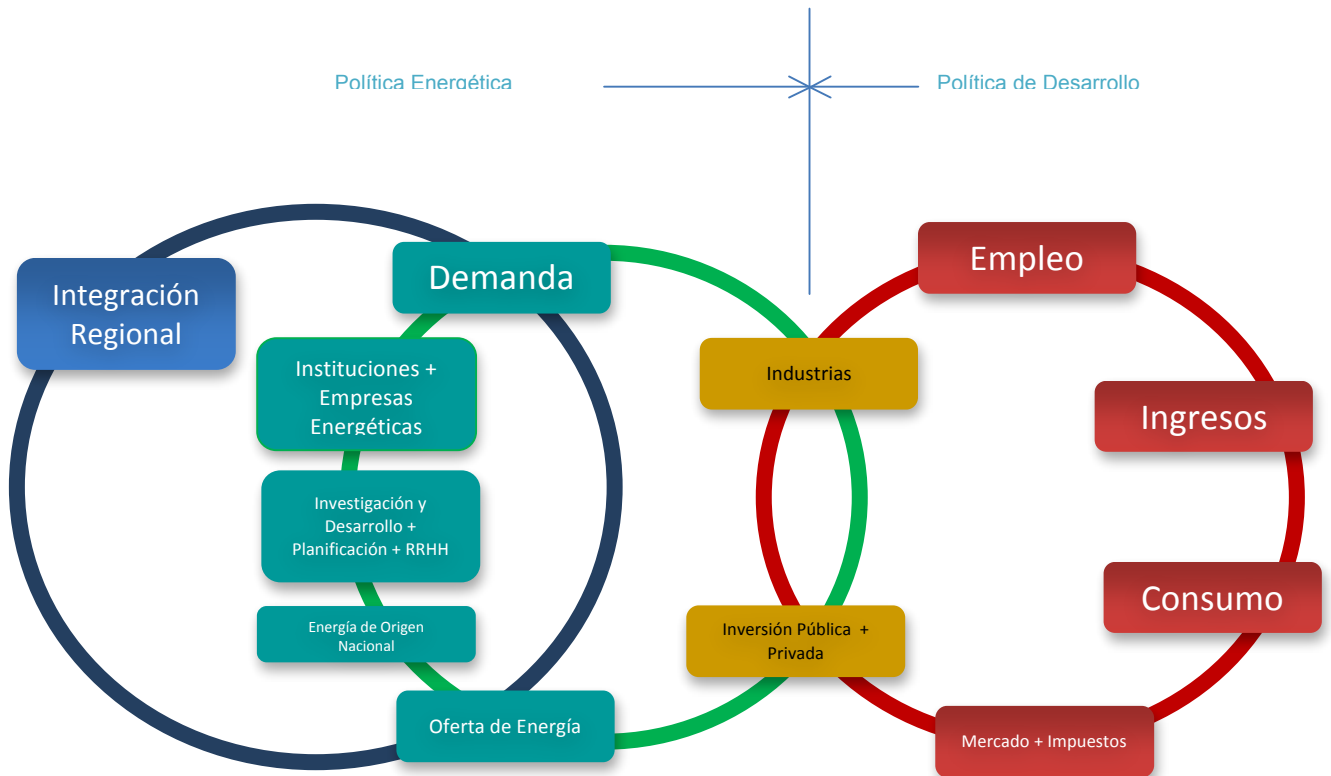 Política Energética
Política de Desarrollo
Integración
Regional
Demanda
Instituciones +
Empresas
Energéticas
Investigación y
Desarrollo +
Planificación + RRHH
Energía de Origen
Nacional
Oferta de Energía
Industrias
Inversión Pública +
Privada
Empleo
Ingresos
Consumo
Mercado + Impuestos